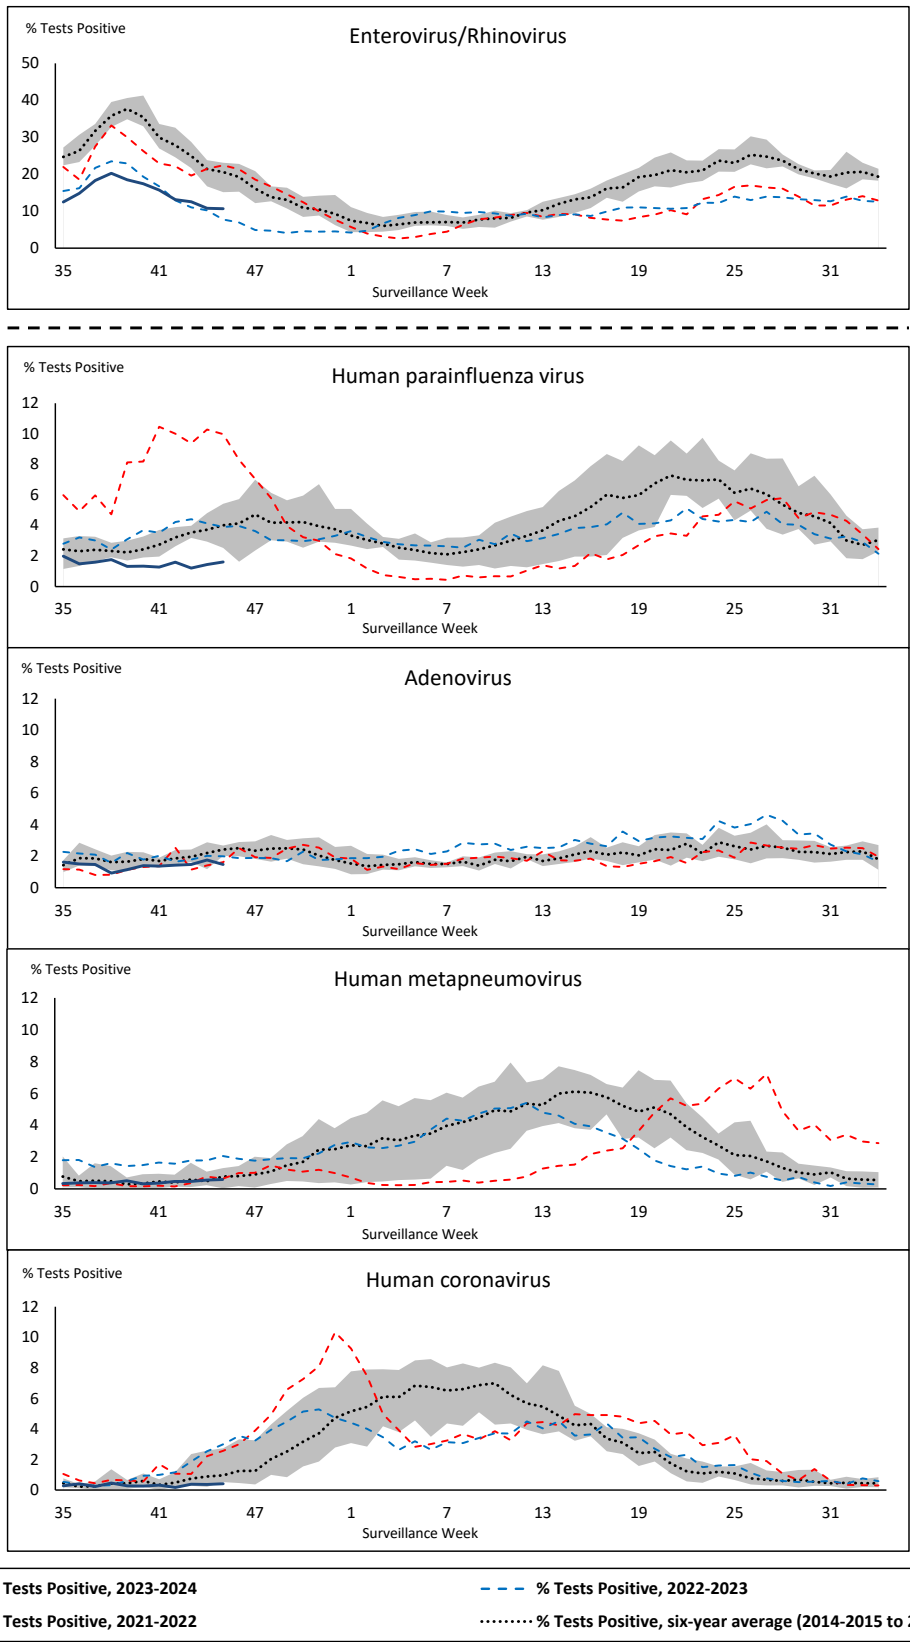 % Tests Positive
Enterovirus/Rhinovirus
50
40
30
20
10
0
35 41 47 1 7 13 19 25 31
Surveillance Week
% Tests Positive
Human parainfluenza virus
12
10
8
6
4
2
0
35 41 47 1 7 13 19 25 31
Surveillance Week
% Tests Positive
Adenovirus
12
10
8
6
4
2
0
35 41 47 1 7 13 19 25 31
Surveillance Week
% Tests Positive
Human metapneumovirus
12
10
8
6
4
2
0
35 41 47 1 7 13 19 25 31
Surveillance Week
% Tests Positive
Human coronavirus
12
10
8
6
4
2
0
35 41 47 1 7 13 19 25 31
Surveillance Week
Tests Positive, 2023-2024 % Tests Positive, 2022-2023
Tests Positive, 2021-2022 % Tests Positive, six-year average (2014-2015 to